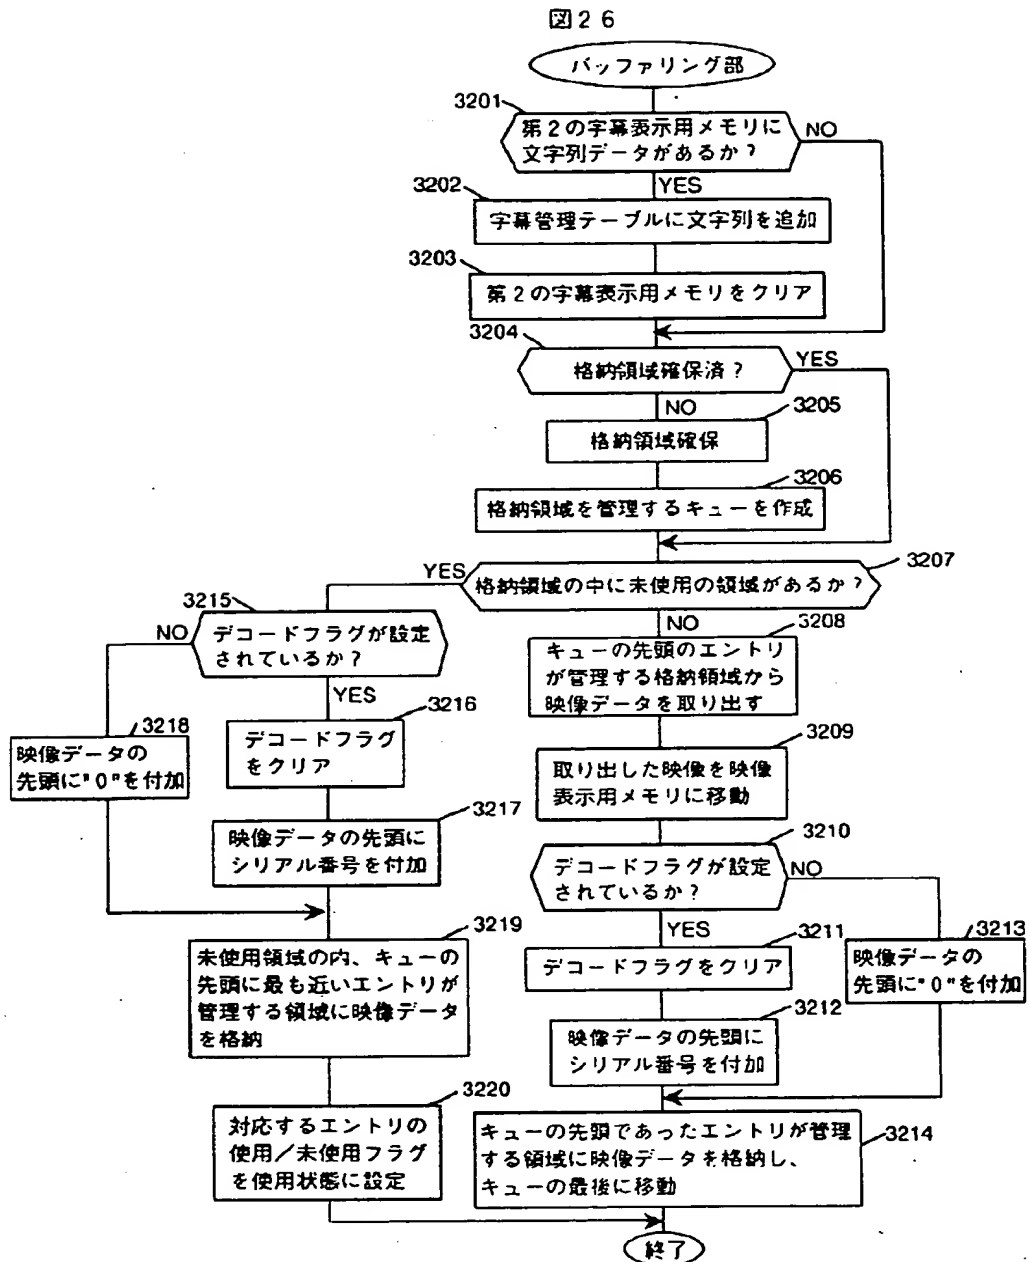 図26
バッファリング部
3201
第2の字幕表示用メモリに
文字列データがあるか?
NO
YES
3202
字幕管理テーブルに文字列を追加
3203
第2の字幕表示用メモリをクリア
3204
格納領域確保済?
YES
NO
3205
格納領域確保
3206
格納領域を管理するキューを作成
3207
格納領域の中に未使用の領域があるか?
YES
NO
3215
デコードフラグが設定
されているか?
NO
YES
3216
デコードフラグ
をクリア
3218
映像データの
先頭に"0"を付加
3217
映像データの先頭に
シリアル番号を付加
3219
未使用領域の内、キューの
先頭に最も近いエントリが
管理する領域に映像データ
を格納
3220
対応するエントリの
使用/未使用フラグ
を使用状態に設定
3208
キューの先頭のエントリ
が管理する格納領域から
映像データを取り出す
3209
取り出した映像を映像
表示用メモリに移動
3210
デコードフラグが設定
されているか?
NO
YES
3211
デコードフラグをクリア
3213
映像データの
先頭に"0"を付加
3212
映像データの先頭に
シリアル番号を付加
3214
キューの先頭であったエントリが管理
する領域に映像データを格納し、
キューの最後に移動
終了